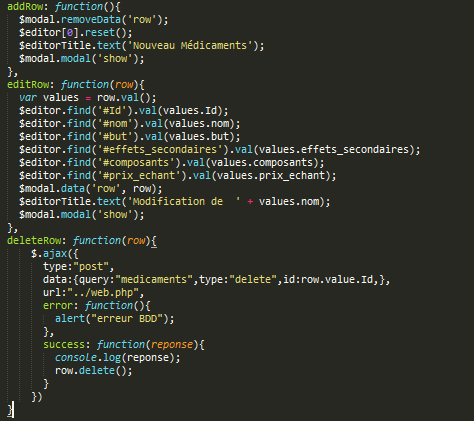 addRow: function(){
$modal.removeData('row');
$editor[0].reset();
$editorTitle.text('Nouveau Médicaments');
$modal.modal('show');
},
editRow: function(row){
var values = row.val();
$editor.find('#Id').val(values.Id);
$editor.find('#nom').val(values.nom);
$editor.find('#but').val(values.but);
$editor.find('#effets_secondaires').val(values.effets_secondaires);
$editor.find('#composants').val(values.composants);
$editor.find('#prix_echant').val(values.prix_echant);
$modal.data('row', row);
$editorTitle.text('Modification de  ' + values.nom);
$modal.modal('show');
},
deleteRow: function(row){
$.ajax({
type:"post",
data:{query:"medicaments",type:"delete",id:row.value.Id,},
url:"../web.php",
error: function(){
alert("erreur BDD");
},
success: function(reponse){
console.log(reponse);
row.delete();
}
})
}